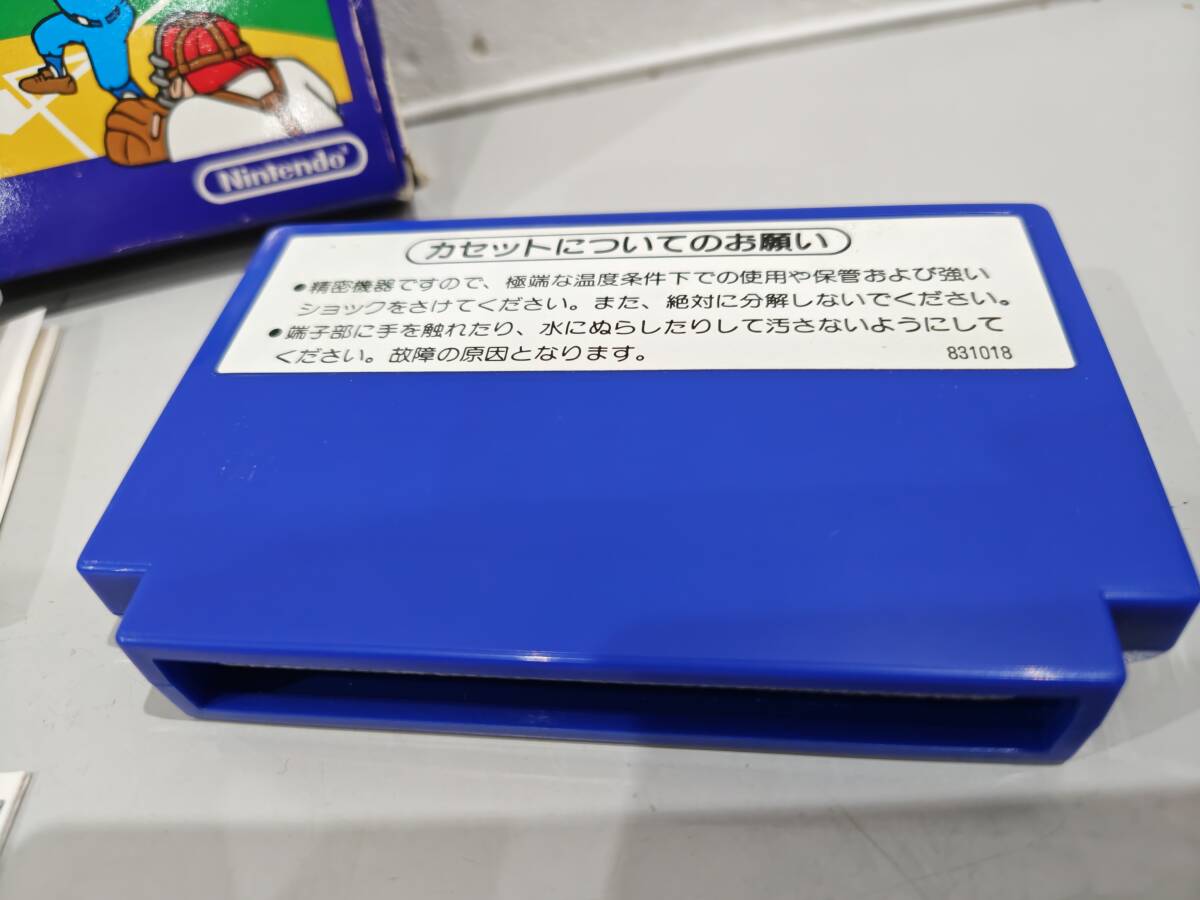 Nintendo
カセットについてのお願い
●精密機器ですので、極端な温度条件下での使用や保管および強い
ショックをさけてください。また、絶対に分解しないでください。
●端子部に手を触れたり、水にぬらしたりして汚さないようにして
ください。故障の原因となります。
831018